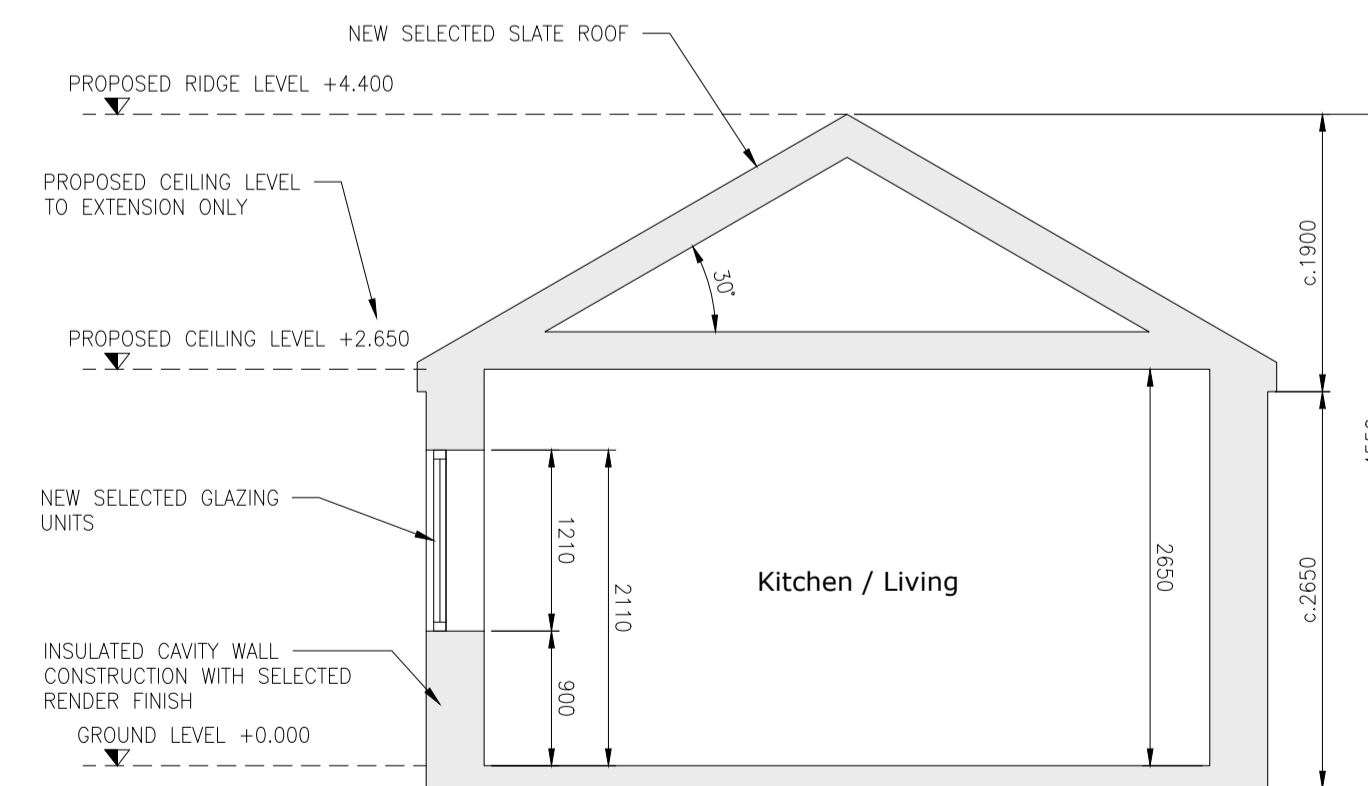 NEW SELECTED SLATE ROOF
PROPOSED RIDGE LEVEL +4.400
PROPOSED CEILING LEVEL
TO EXTENSION ONLY
c.1900
30°
PROPOSED CEILING LEVEL +2.650
NEW SELECTED GLAZING
UNITS
1210
2110
2650
Kitchen / Living
c.2650
INSULATED CAVITY WALL
CONSTRUCTION WITH SELECTED
RENDER FINISH
900
GROUND LEVEL +0.000